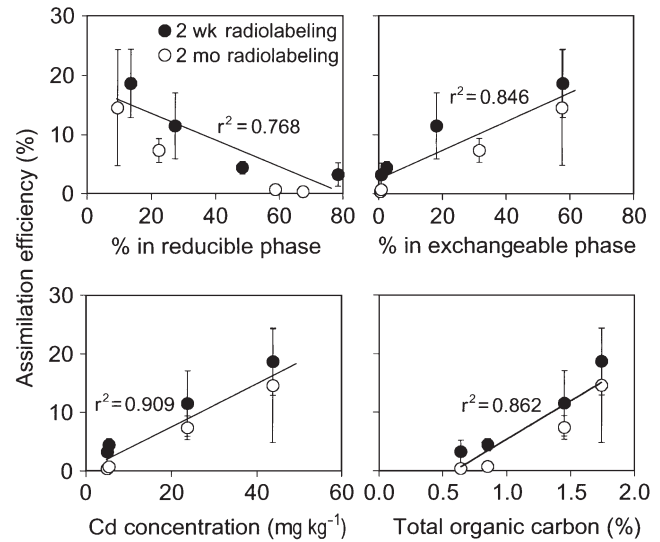 30
20
10
0
Assimilation efficiency (%)
● 2 wk radiolabeling
○ 2 mo radiolabeling
r² = 0.768
0 20 40 60 80
% in reducible phase
r² = 0.846
0 20 40 60 80
% in exchangeable phase
30
20
10
0
r² = 0.909
0 20 40 60
Cd concentration (mg kg⁻¹)
r² = 0.862
0.0 0.5 1.0 1.5 2.0
Total organic carbon (%)